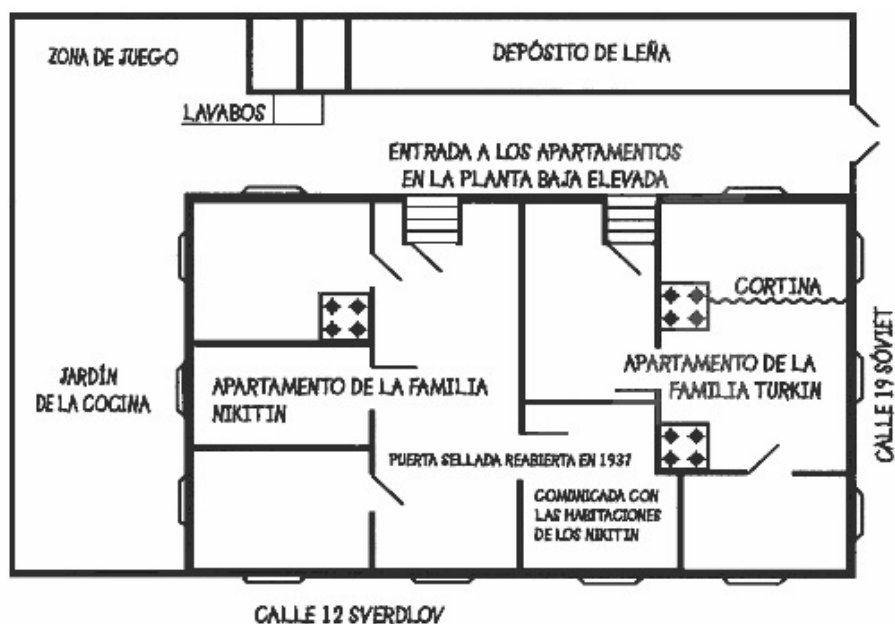 ZONA DE JUEGO
DEPÓSITO DE LEÑA
LAVABOS
ENTRADA A LOS APARTAMENTOS
EN LA PLANTA BAJA ELEVADA
CORTINA
JARDÍN
DE LA COCINA
APARTAMENTO DE LA FAMILIA
NIKITIN
APARTAMENTO DE LA
FAMILIA TURKIN
CALLE 19 SÓVIET
PUERTA SELLADA REABIERTA EN 1937
COMUNICADA CON
LAS HABITACIONES
DE LOS NIKITIN
CALLE 12 SVERDLOV